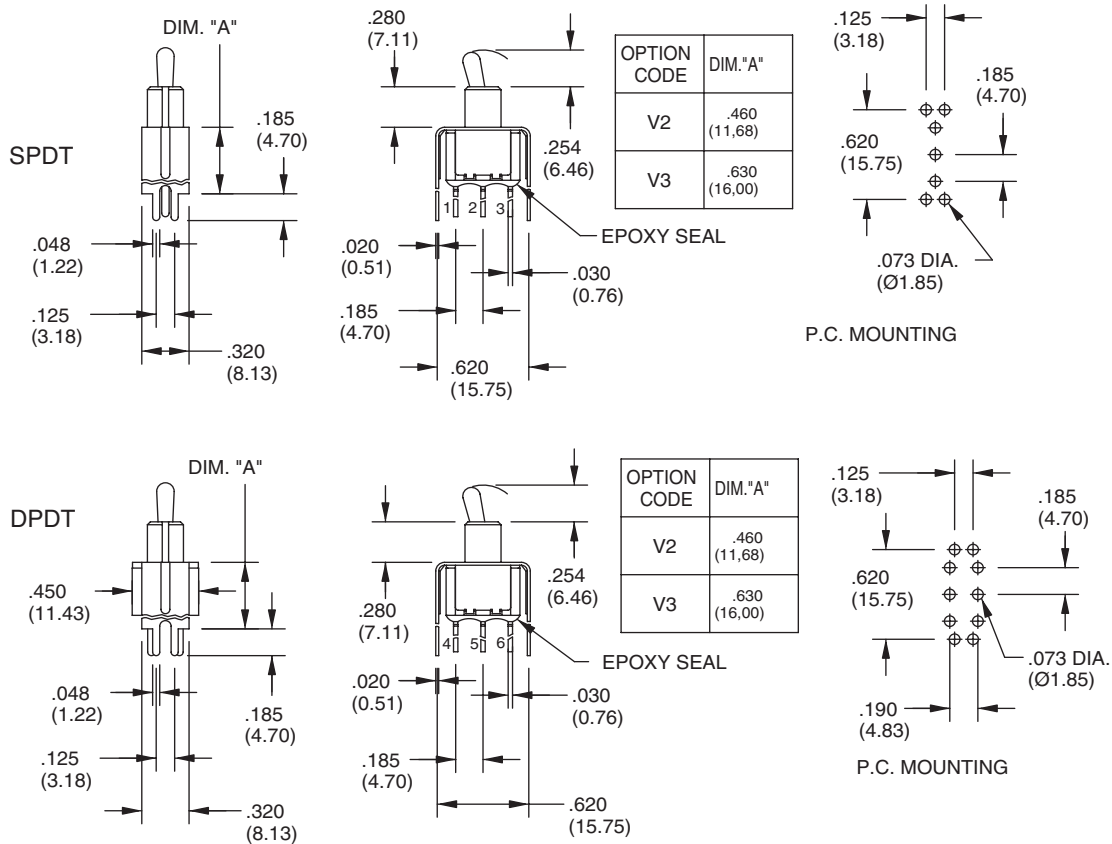 SPDT
DIM. "A"
.185
(4.70)
.048
(1.22)
.125
(3.18)
.320
(8.13)
.280
(7.11)
.254
(6.46)
1 2 3
EPOXY SEAL
.020
(0.51)
.030
(0.76)
.185
(4.70)
.620
(15.75)
OPTION CODE DIM."A"
V2 .460 (11,68)
V3 .630 (16,00)
.125
(3.18)
.185
(4.70)
.620
(15.75)
.073 DIA.
(Ø1.85)
P.C. MOUNTING
DPDT
DIM. "A"
.450
(11.43)
.048
(1.22)
.185
(4.70)
.125
(3.18)
.320
(8.13)
.254
(6.46)
.280
(7.11)
4 5 6
EPOXY SEAL
.020
(0.51)
.030
(0.76)
.185
(4.70)
.620
(15.75)
OPTION CODE DIM."A"
V2 .460 (11,68)
V3 .630 (16,00)
.125
(3.18)
.185
(4.70)
.620
(15.75)
.073 DIA.
(Ø1.85)
.190
(4.83)
P.C. MOUNTING